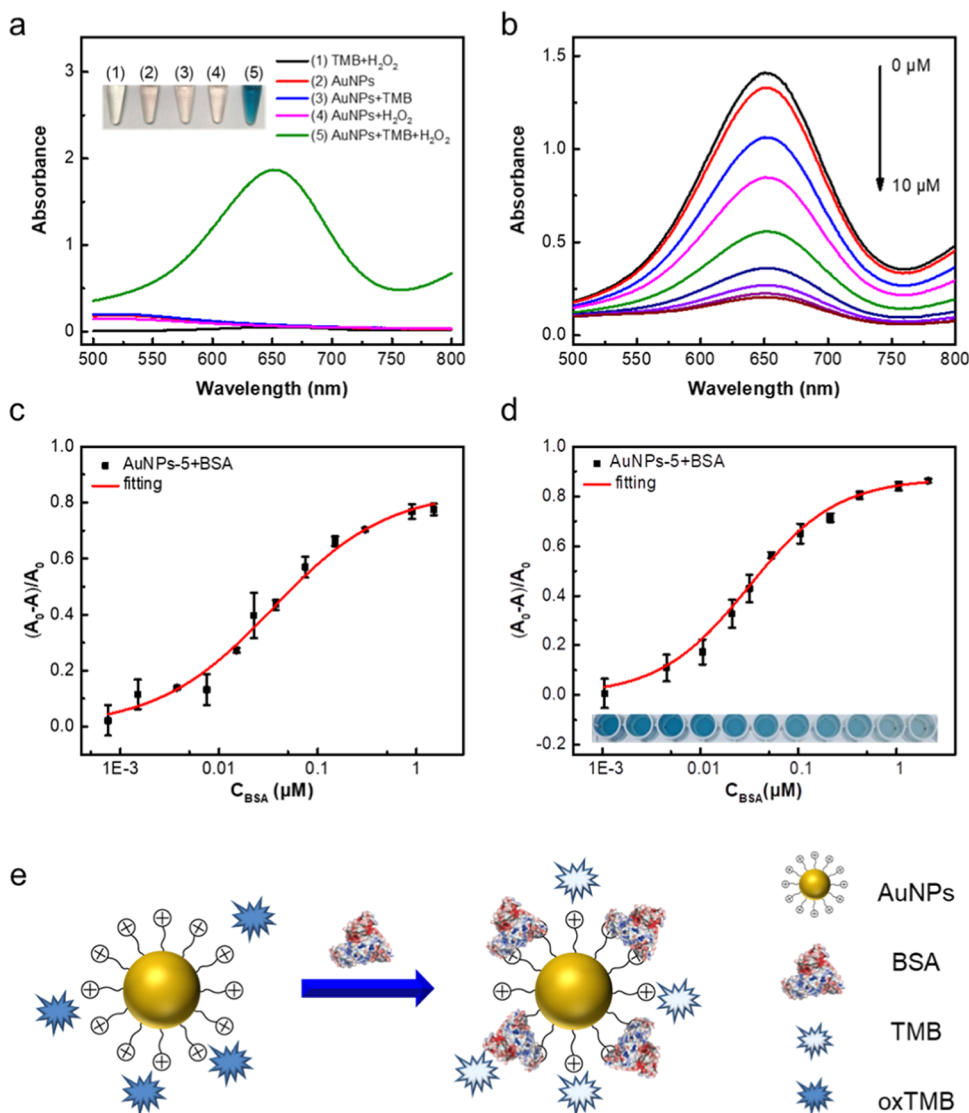 a
3
2
1
0
Absorbance
(1) (2) (3) (4) (5)
(1) TMB+H₂O₂
(2) AuNPs
(3) AuNPs+TMB
(4) AuNPs+H₂O₂
(5) AuNPs+TMB+H₂O₂
500 550 600 650 700 750 800
Wavelength (nm)
b
1.5
1.0
0.5
0.0
Absorbance
0 μM
10 μM
500 550 600 650 700 750 800
Wavelength (nm)
c
1.0
0.8
0.6
0.4
0.2
0.0
(A₀-A)/A₀
AuNPs-5+BSA
fitting
1E-3 0.01 0.1 1
C_BSA (μM)
d
1.0
0.8
0.6
0.4
0.2
0.0
-0.2
(A₀-A)/A₀
AuNPs-5+BSA
fitting
1E-3 0.01 0.1 1
C_BSA(μM)
e
AuNPs
BSA
TMB
oxTMB